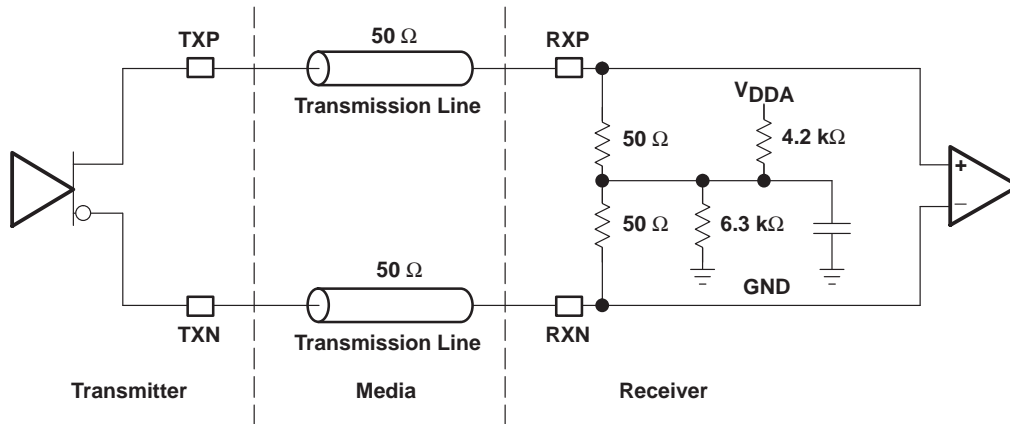 50 Ω
TXP
RXP
Transmission Line
VDDA
50 Ω
4.2 kΩ
+
50 Ω
6.3 kΩ
–
50 Ω
GND
TXN
RXN
Transmission Line
Transmitter
Media
Receiver